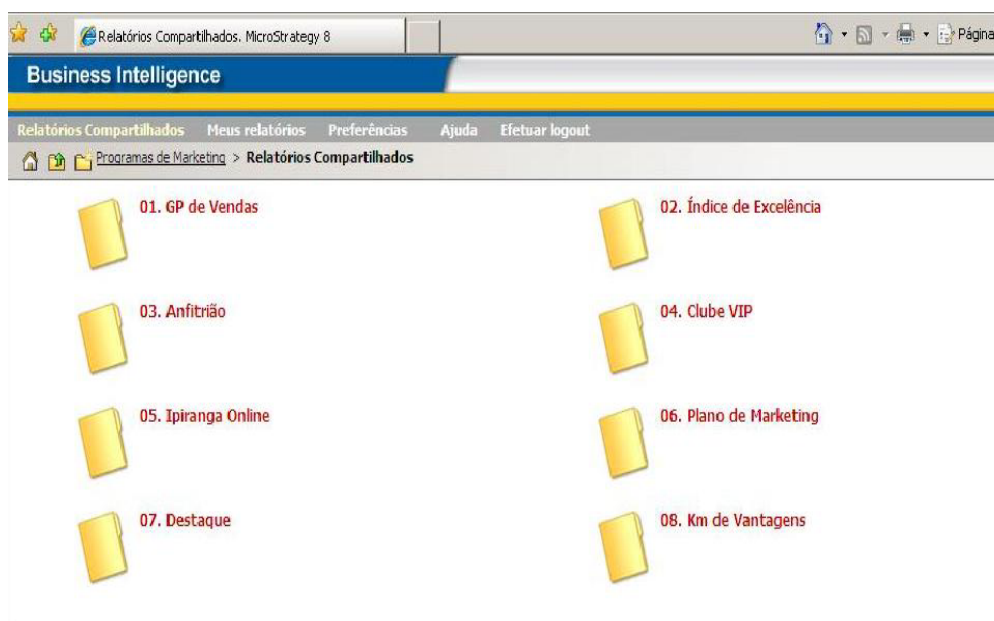 Relatórios Compartilhados. MicroStrategy 8
Página
Business Intelligence
Relatórios Compartilhados Meus relatórios Preferências Ajuda Efetuar logout
Programas de Marketing > Relatórios Compartilhados
01. GP de Vendas
02. Índice de Excelência
03. Anfitrião
04. Clube VIP
05. Ipiranga Online
06. Plano de Marketing
07. Destaque
08. Km de Vantagens